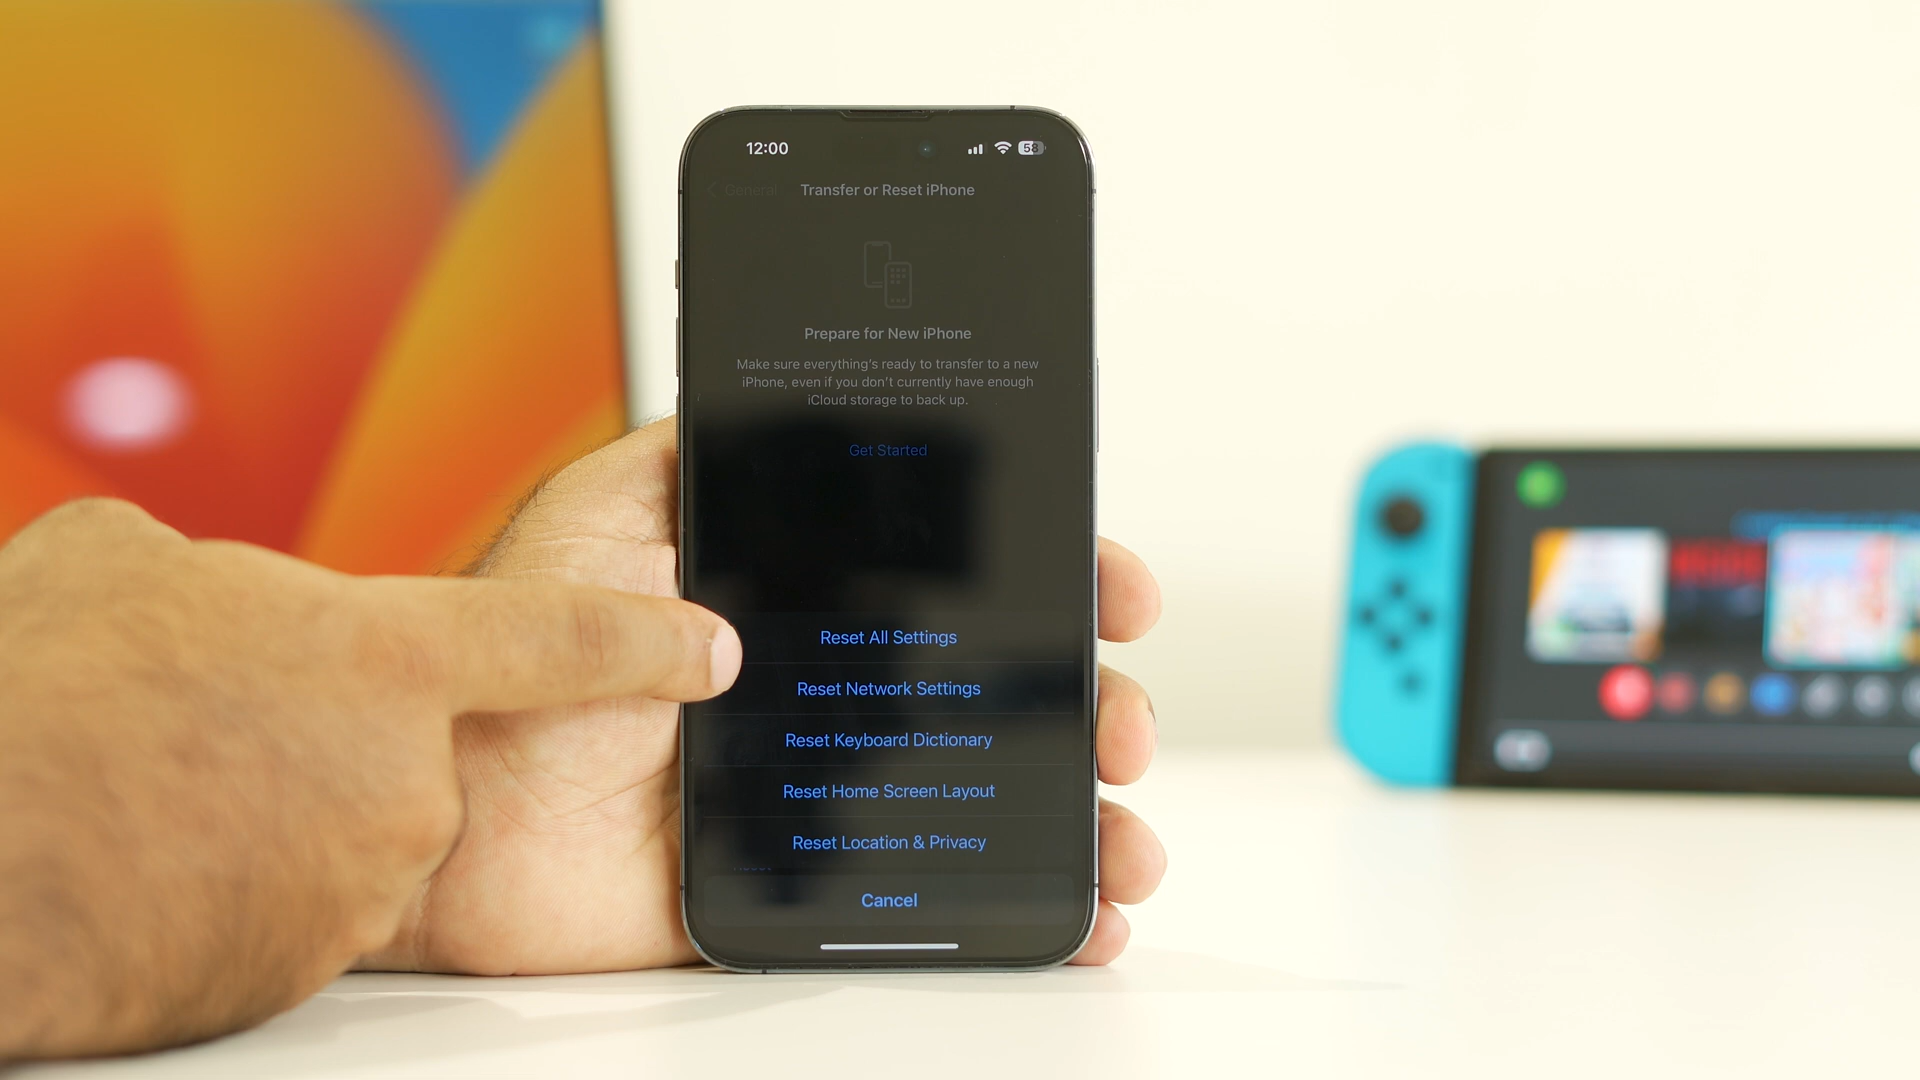 12:00
58
General
Transfer or Reset iPhone
Prepare for New iPhone
Make sure everything's ready to transfer to a new
iPhone, even if you don't currently have enough
iCloud storage to back up.
Get Started
Reset All Settings
Reset Network Settings
Reset Keyboard Dictionary
Reset Home Screen Layout
Reset Location & Privacy
Cancel